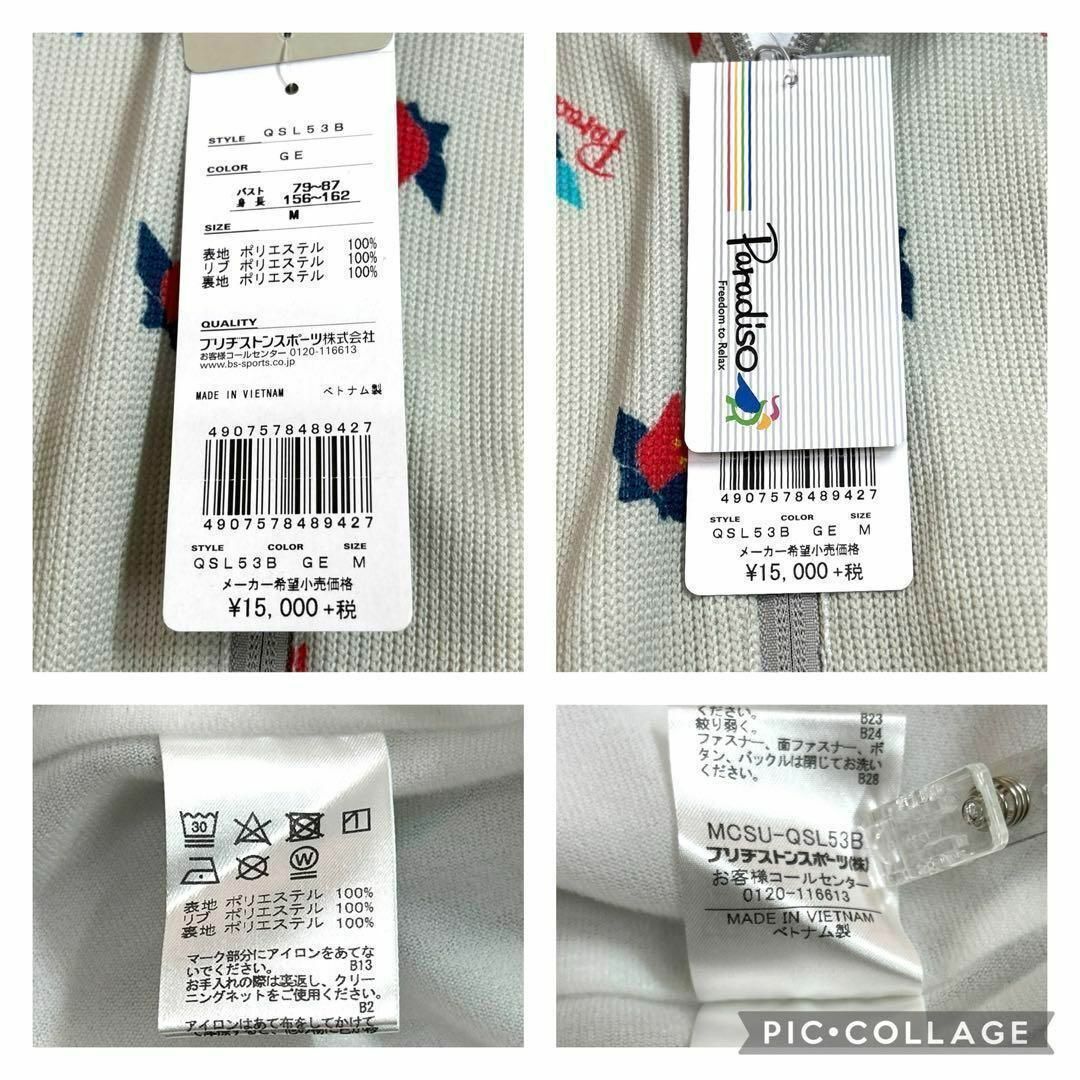 STYLE QSL53B
COLOR GE
バスト 79~87
身長 156~162
M
SIZE
表地 ポリエステル 100%
リブ ポリエステル 100%
裏地 ポリエステル 100%
QUALITY
ブリヂストンスポーツ株式会社
お客様コールセンター 0120-116613
www.bs-sports.co.jp
MADE IN VIETNAM ベトナム製
4907578489427
4907578489427
STYLE COLOR SIZE
QSL53B GE M
メーカー希望小売価格
¥15,000+税
Paradiso
Freedom to Relax
4907578489427
STYLE COLOR SIZE
QSL53B GE M
メーカー希望小売価格
¥15,000+税
30
表地 ポリエステル 100%
リブ ポリエステル 100%
裏地 ポリエステル 100%
マーク部分にアイロンをあてな
いでください。 B13
お手入れの際は裏返し、クリー
ニングネットをご使用ください。
B2
アイロンはあて布をしてかけて
ください。 B23
絞り弱く。 B24
ファスナー、面ファスナー、ボ
タン、バックルは閉じてお洗い
ください。 B28
MCSU-QSL53B
ブリヂストンスポーツ(株)
お客様コールセンター
0120-116613
MADE IN VIETNAM
ベトナム製
PIC•COLLAGE